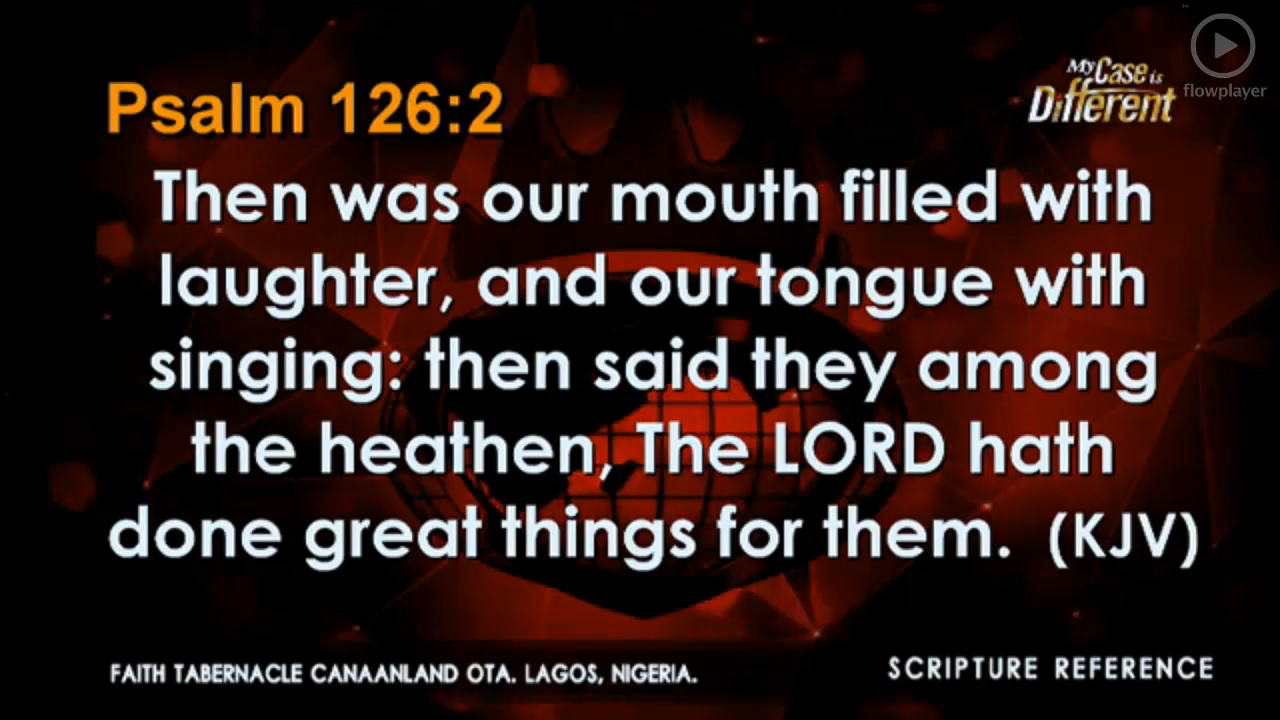 Psalm 126:2
My Case is
Different
flowplayer
Then was our mouth filled with
laughter, and our tongue with
singing: then said they among
the heathen, The LORD hath
done great things for them. (KJV)
FAITH TABERNACLE CANAANLAND OTA. LAGOS, NIGERIA.
SCRIPTURE REFERENCE